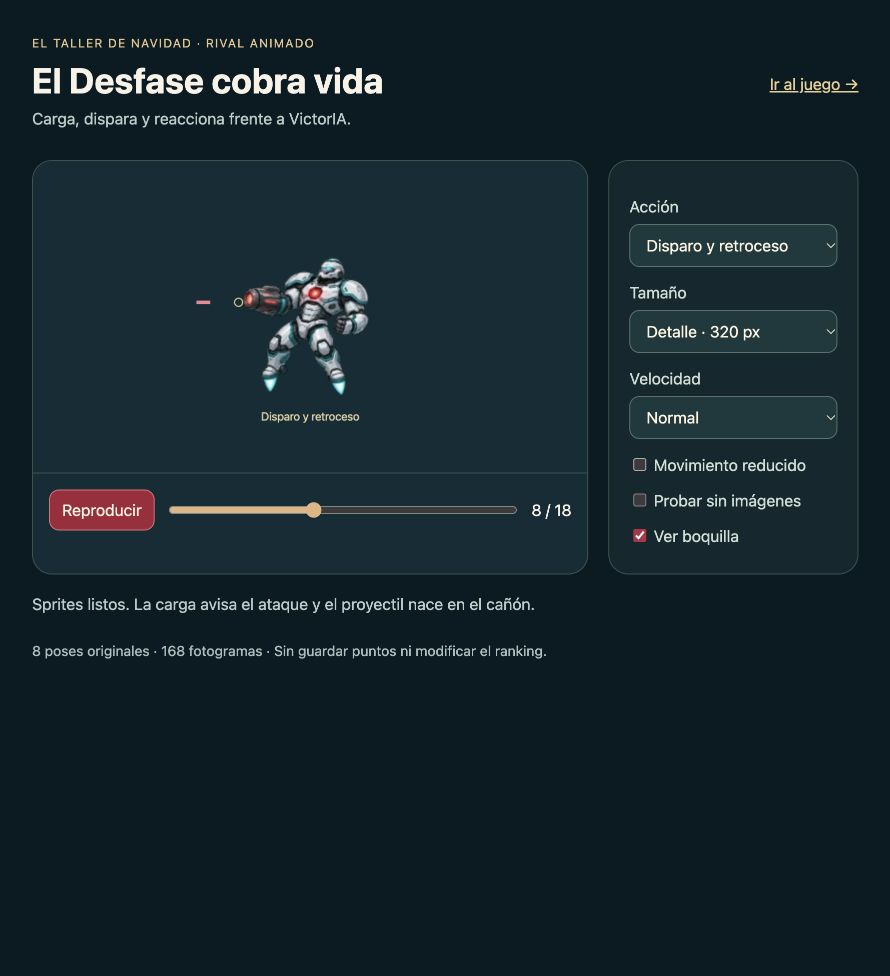 EL TALLER DE NAVIDAD · RIVAL ANIMADO
El Desfase cobra vida
Ir al juego →
Carga, dispara y reacciona frente a VictorIA.
Disparo y retroceso
Reproducir
8 / 18
Acción
Disparo y retroceso
Tamaño
Detalle · 320 px
Velocidad
Normal
Movimiento reducido
Probar sin imágenes
Ver boquilla
Sprites listos. La carga avisa el ataque y el proyectil nace en el cañón.
8 poses originales · 168 fotogramas · Sin guardar puntos ni modificar el ranking.